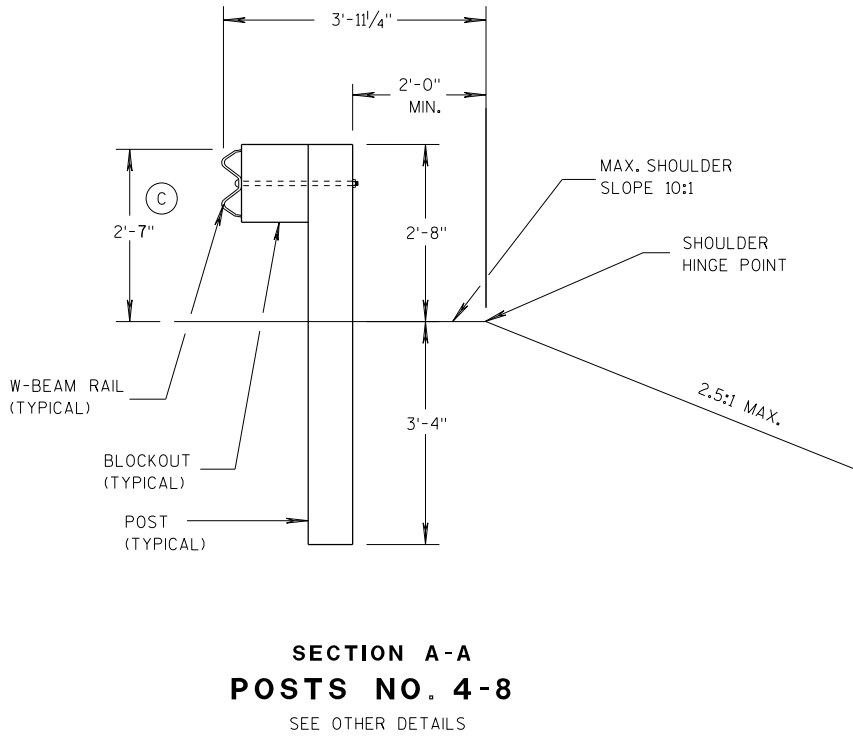 3'-11 1/4"
2'-0"
MIN.
MAX. SHOULDER
SLOPE 10:1
C
2'-7"
2'-8"
SHOULDER
HINGE POINT
W-BEAM RAIL
(TYPICAL)
2.5:1 MAX.
3'-4"
BLOCKOUT
(TYPICAL)
POST
(TYPICAL)
SECTION A-A
POSTS NO. 4-8
SEE OTHER DETAILS